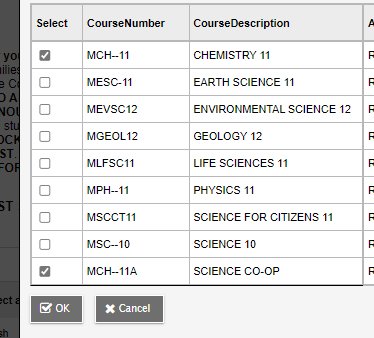 Select CourseNumber CourseDescription A
MCH--11 CHEMISTRY 11 R
MESC-11 EARTH SCIENCE 11 R
MEVSC12 ENVIRONMENTAL SCIENCE 12 R
MGEOL12 GEOLOGY 12 R
MLFSC11 LIFE SCIENCES 11 R
MPH--11 PHYSICS 11 R
MSCCT11 SCIENCE FOR CITIZENS 11 R
MSC--10 SCIENCE 10 R
MCH--11A SCIENCE CO-OP R
OK Cancel